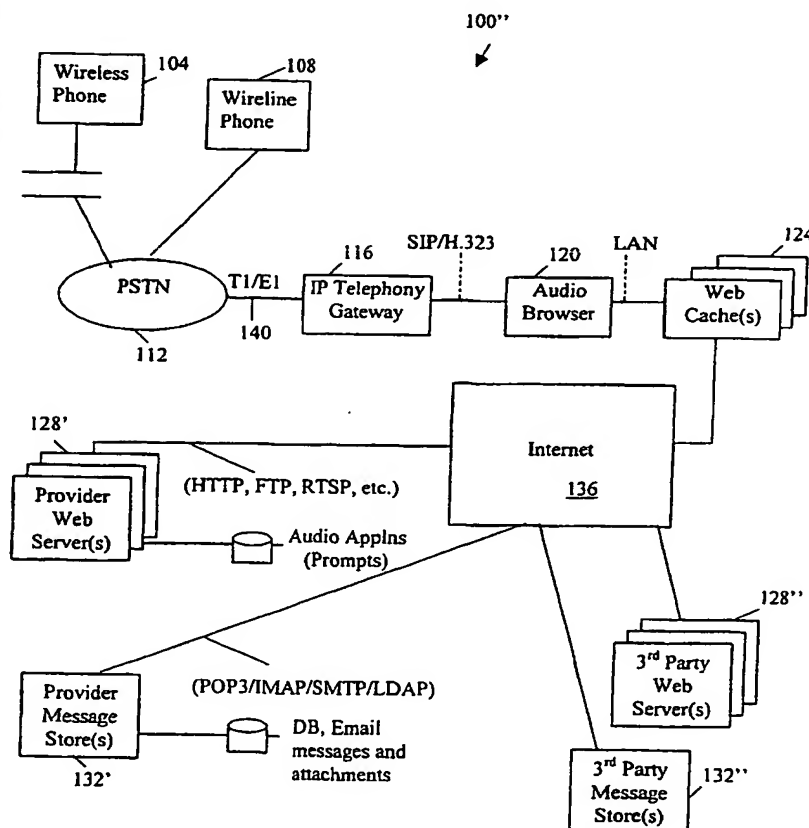 100''
Wireless
Phone
104
108
Wireline
Phone
PSTN
112
T1/E1
140
116
IP Telephony
Gateway
SIP/H.323
120
Audio
Browser
LAN
124
Web
Cache(s)
Internet
136
128'
Provider
Web
Server(s)
(HTTP, FTP, RTSP, etc.)
Audio Applns
(Prompts)
128''
3rd Party
Web
Server(s)
Provider
Message
Store(s)
132'
(POP3/IMAP/SMTP/LDAP)
DB, Email
messages and
attachments
3rd Party
Message
Store(s)
132''